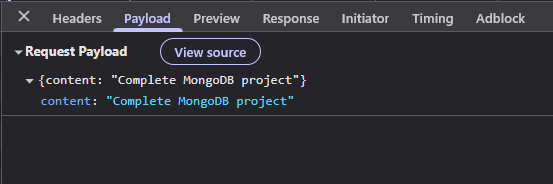 Headers Payload Preview Response Initiator Timing Adblock
Request Payload View source
{content: "Complete MongoDB project"}
content: "Complete MongoDB project"